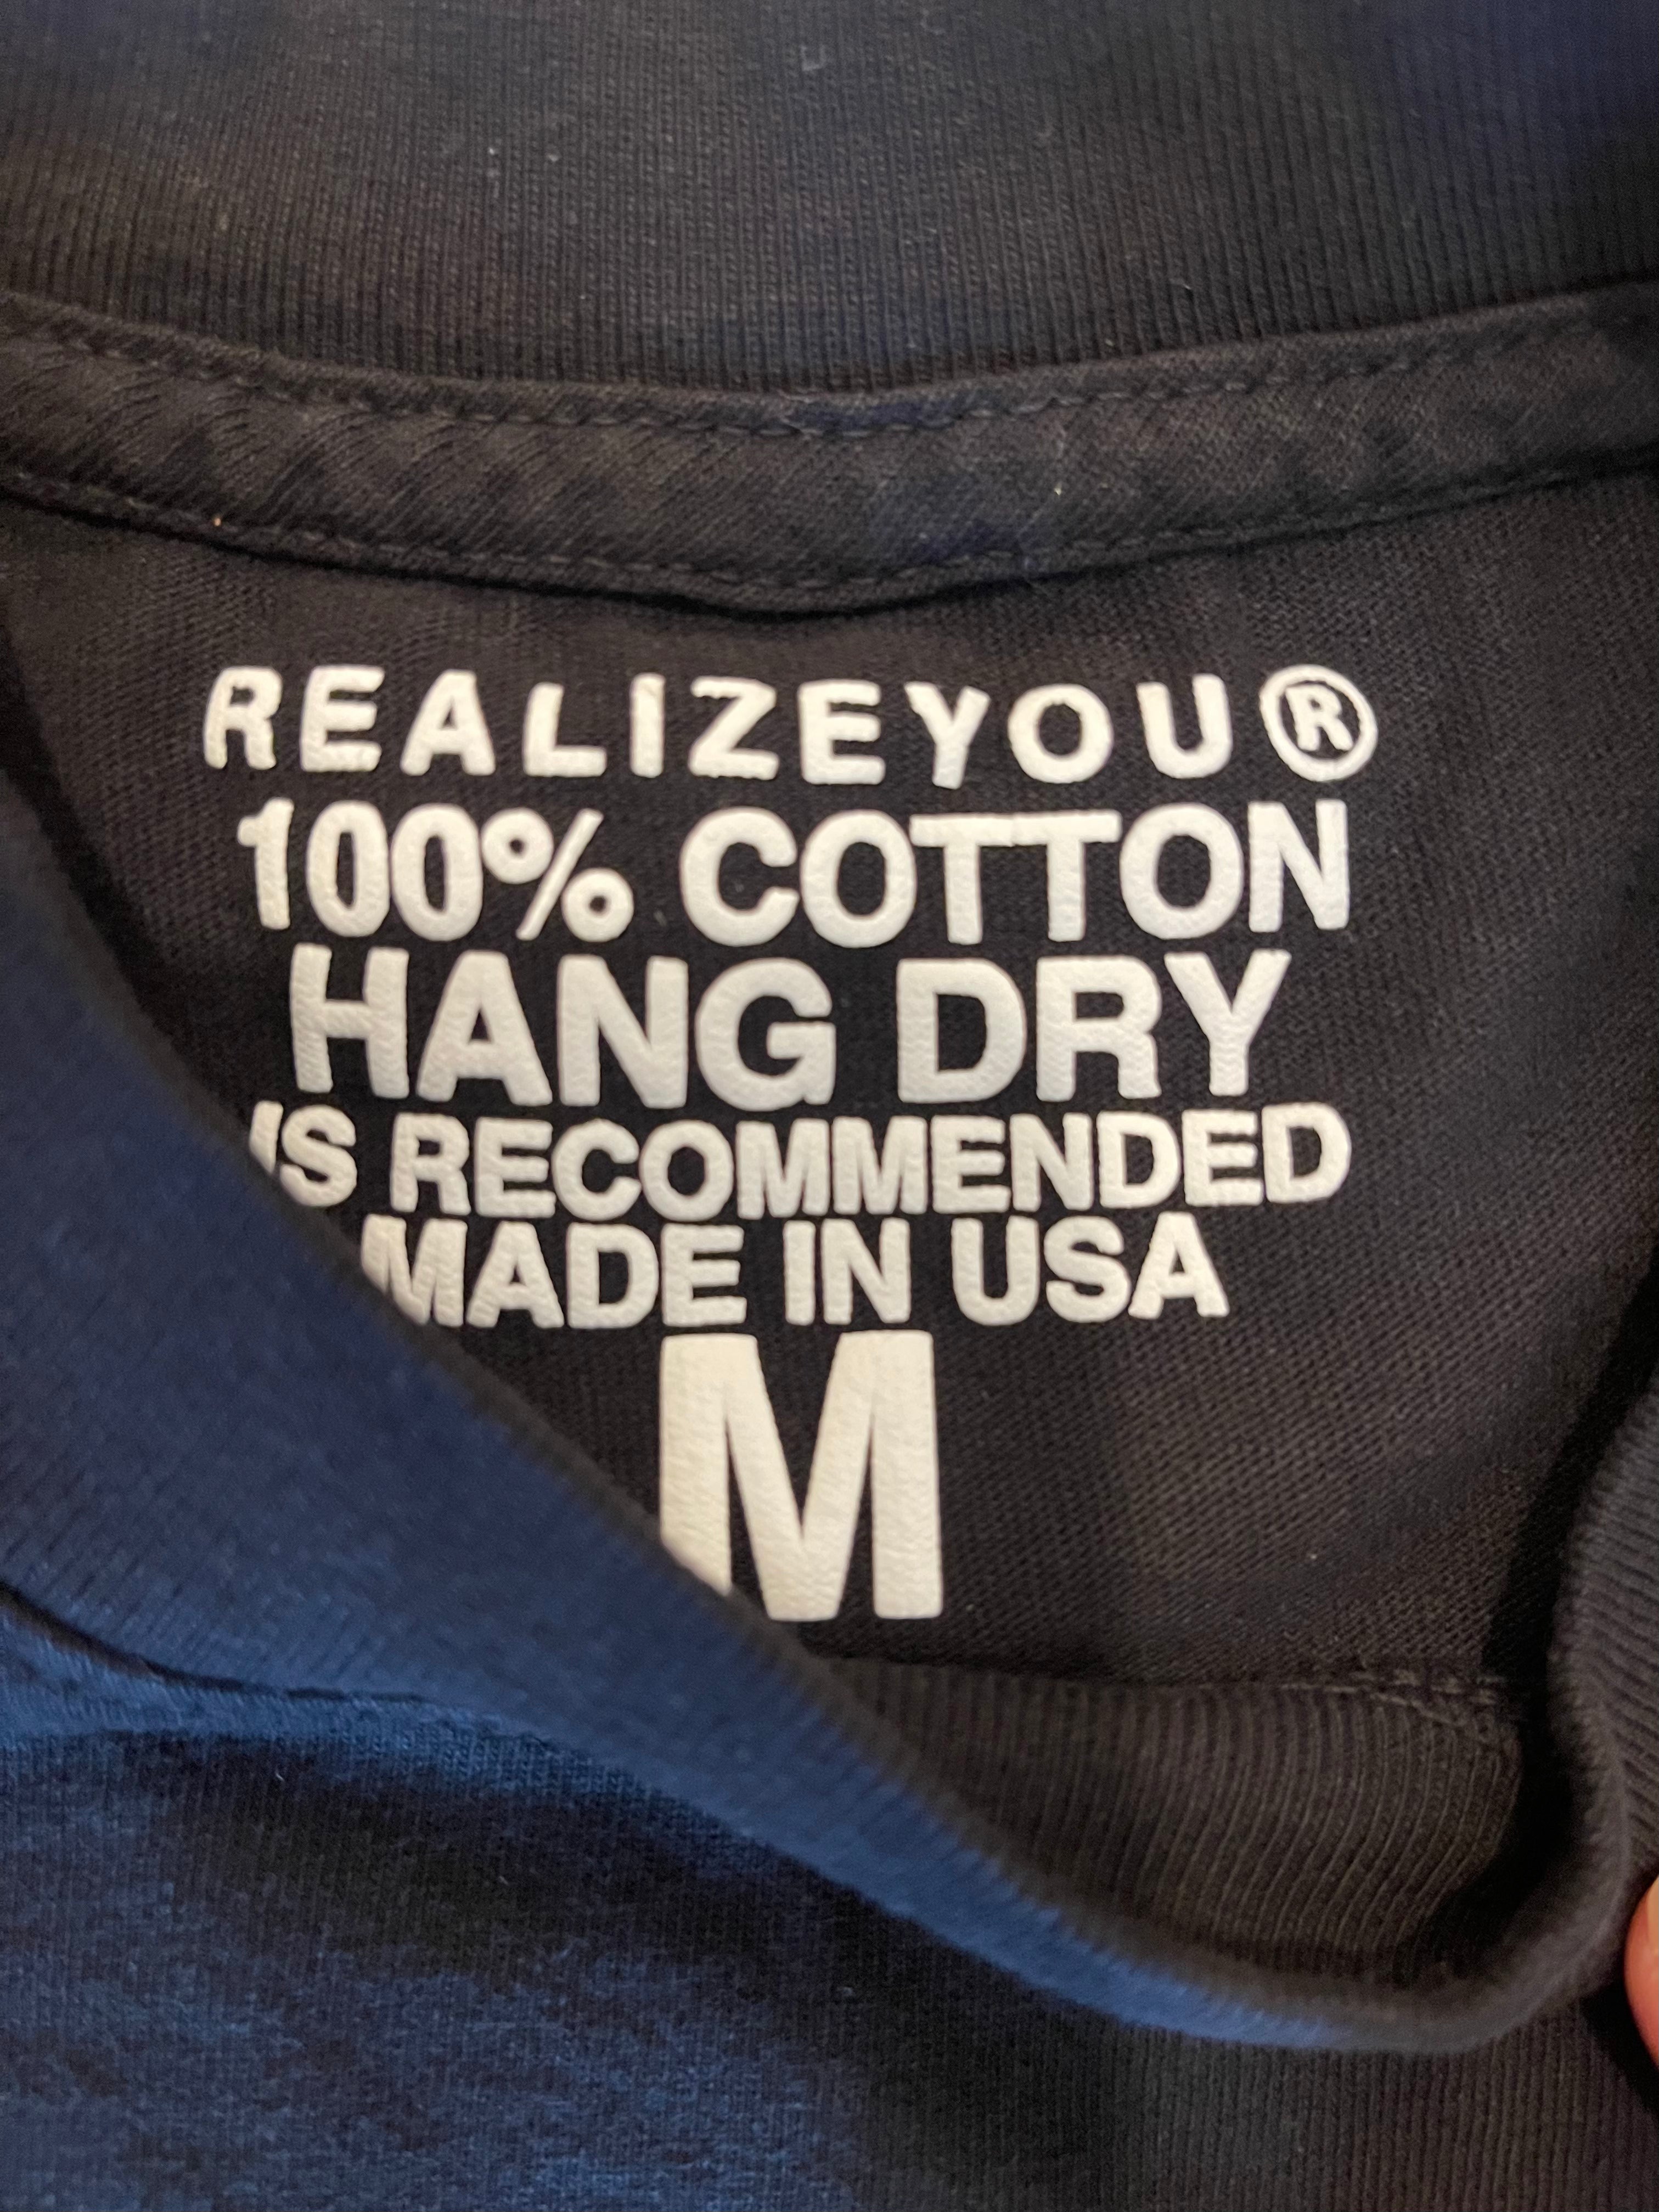 REALIZEYOU®
100% COTTON
HANG DRY
IS RECOMMENDED
MADE IN USA
M